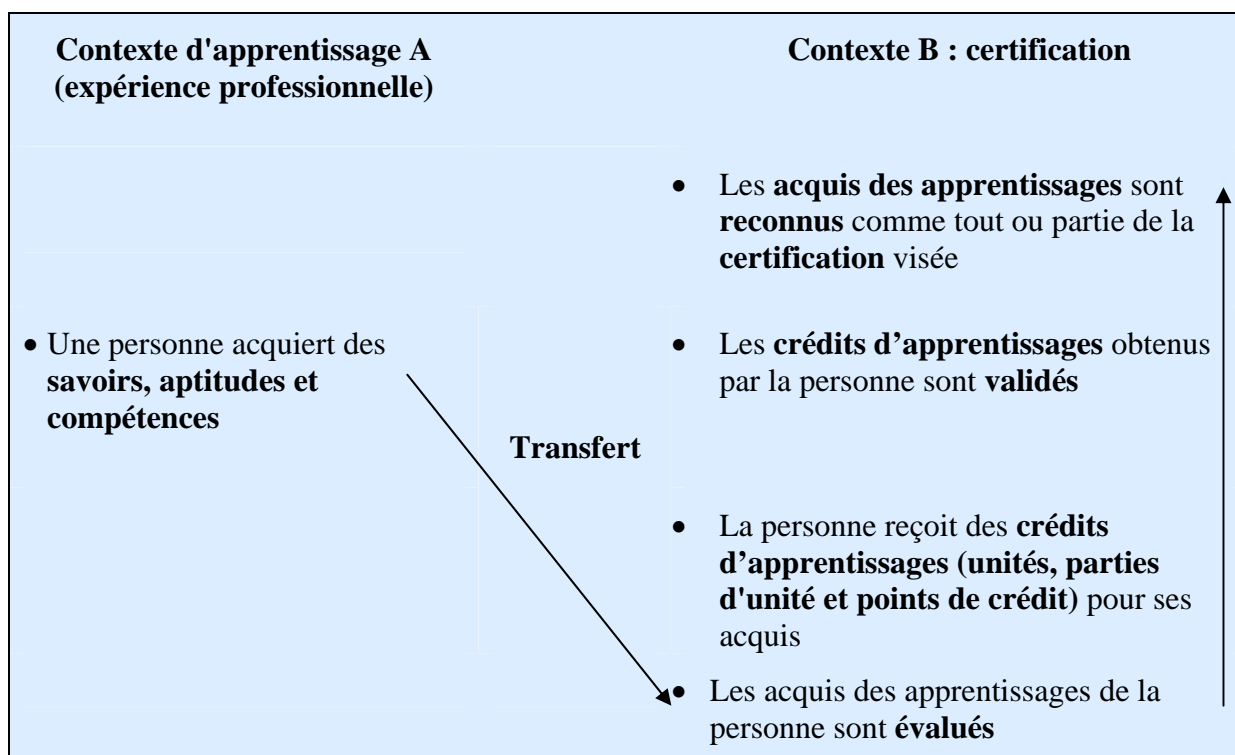 Contexte d'apprentissage A
(expérience professionnelle)
Contexte B : certification
• Les acquis des apprentissages sont
reconnus comme tout ou partie de la
certification visée
• Une personne acquiert des
savoirs, aptitudes et
compétences
• Les crédits d’apprentissages obtenus
par la personne sont validés
Transfert
• La personne reçoit des crédits
d’apprentissages (unités, parties
d'unité et points de crédit) pour ses
acquis
• Les acquis des apprentissages de la
personne sont évalués